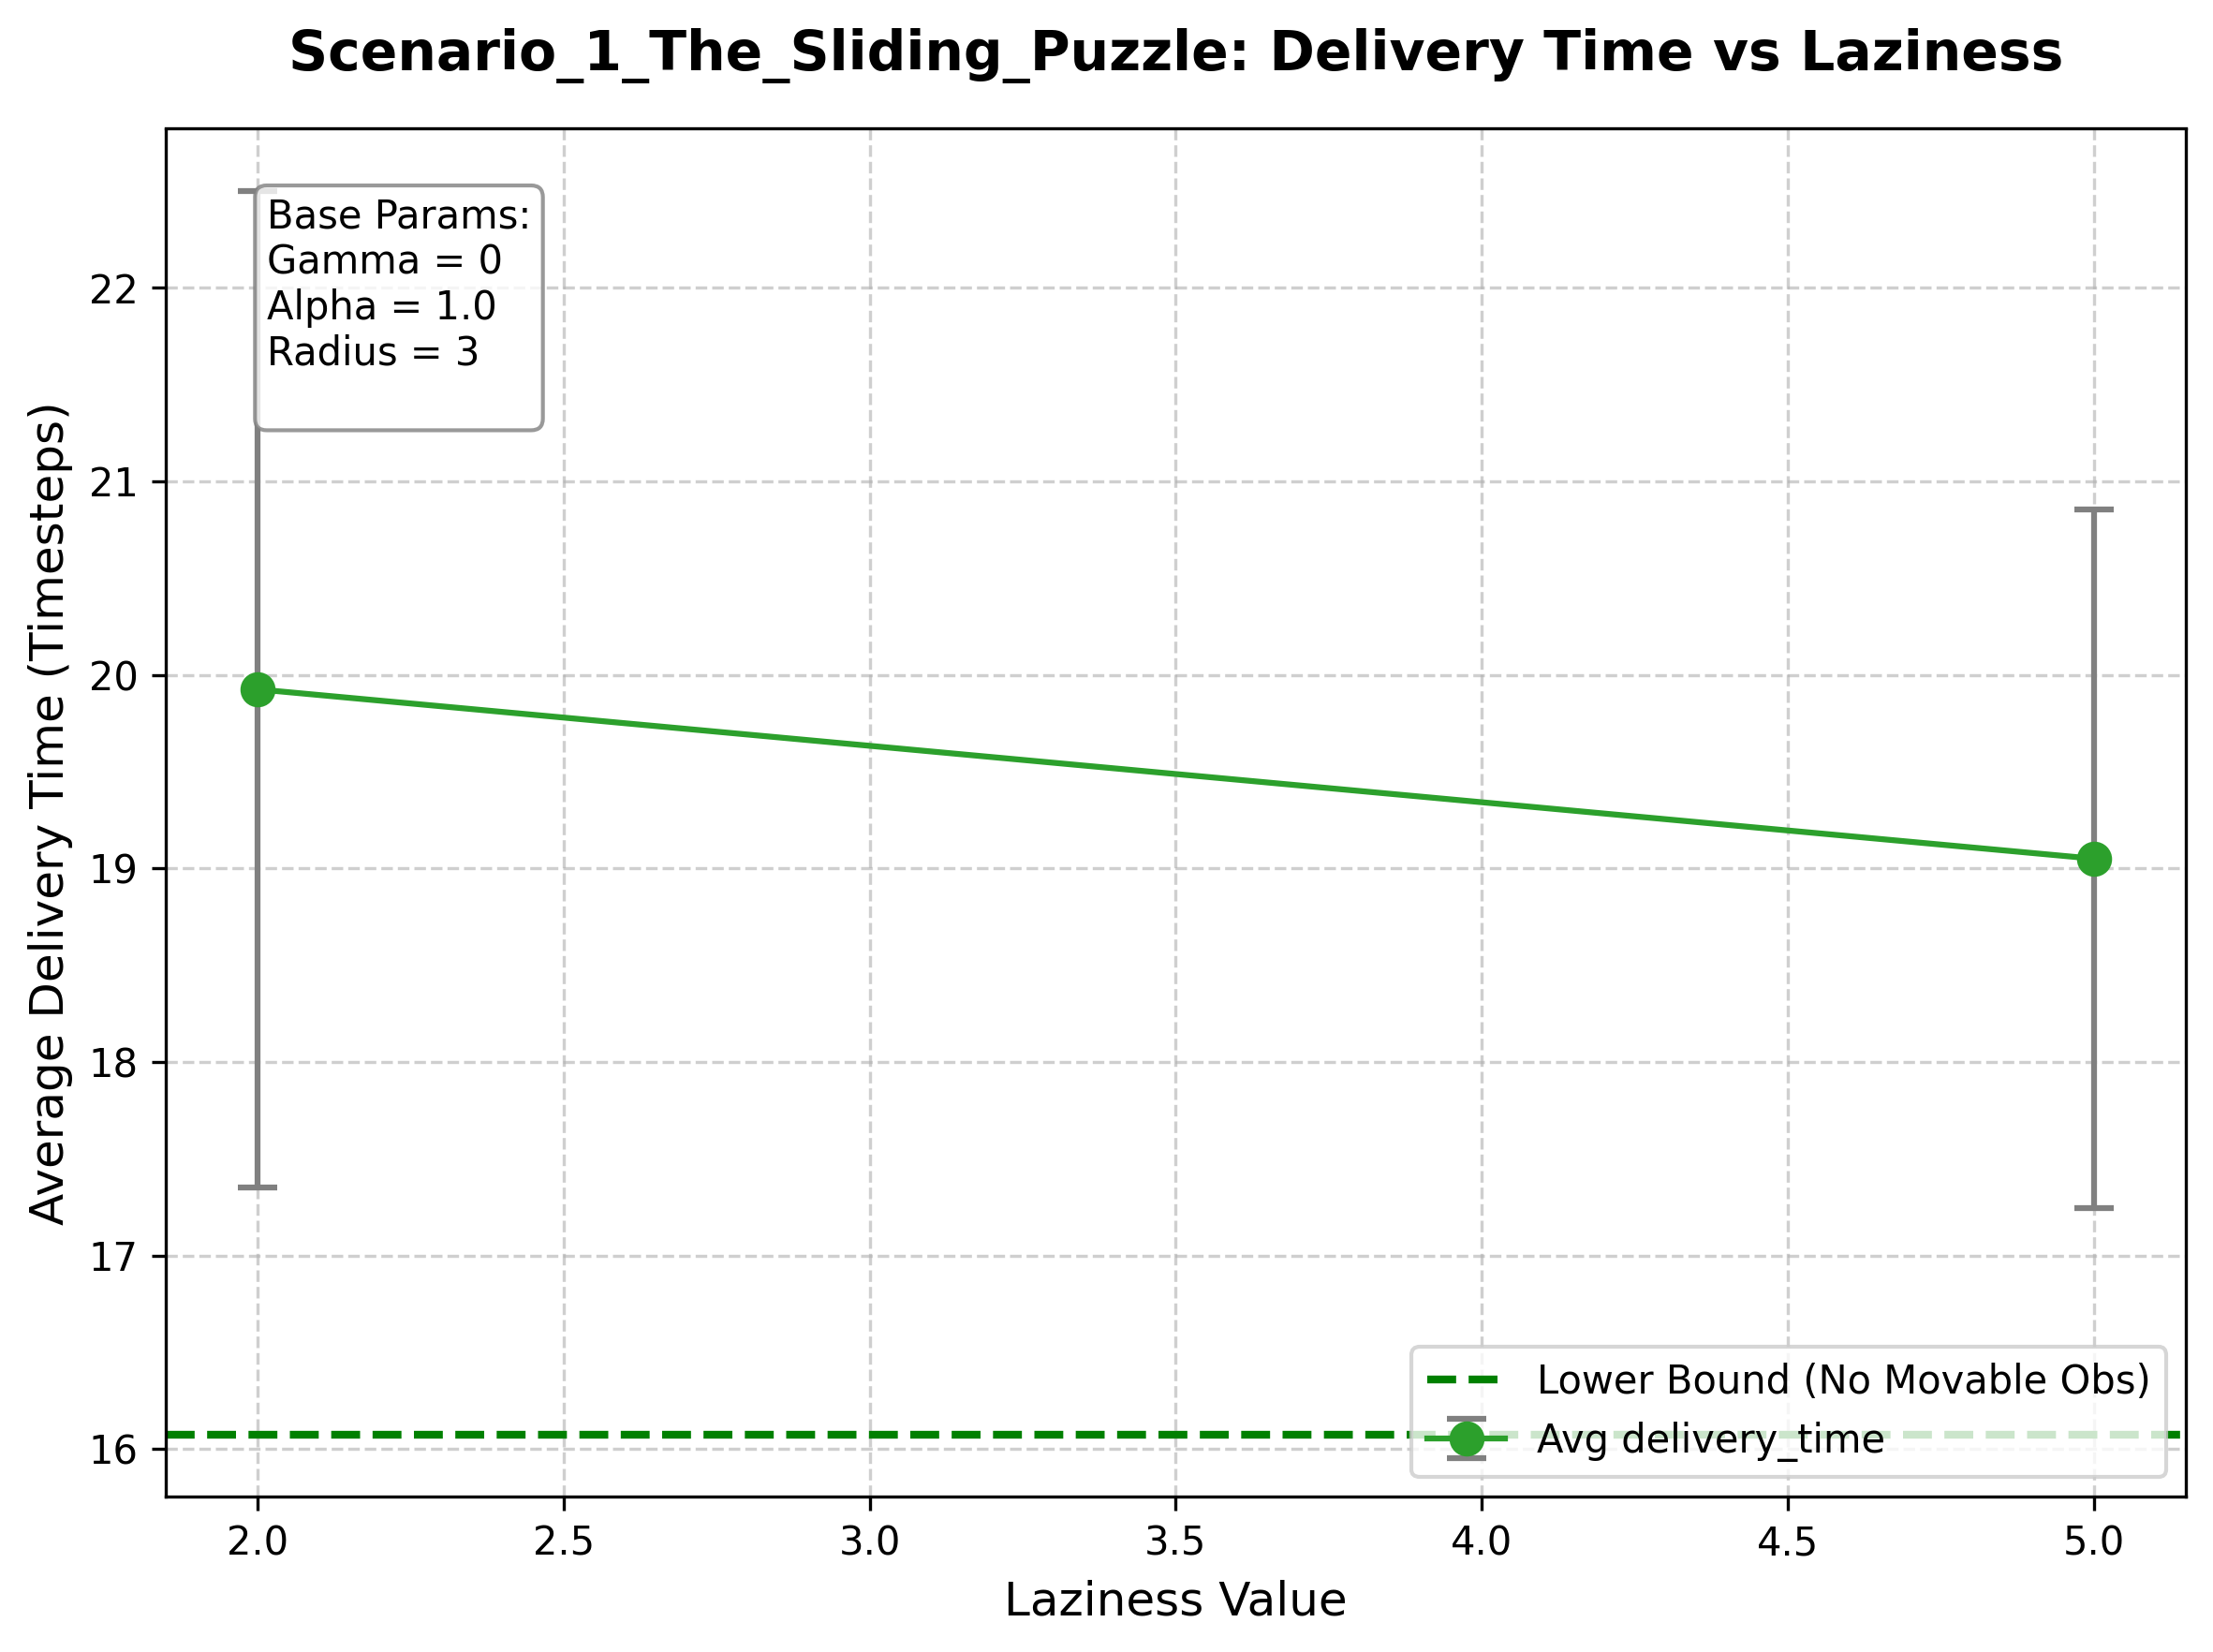 Scenario_1_The_Sliding_Puzzle: Delivery Time vs Laziness
Average Delivery Time (Timesteps)
22
21
20
19
18
17
16
Base Params:
Gamma = 0
Alpha = 1.0
Radius = 3
Lower Bound (No Movable Obs)
Avg delivery_time
2.0 2.5 3.0 3.5 4.0 4.5 5.0
Laziness Value